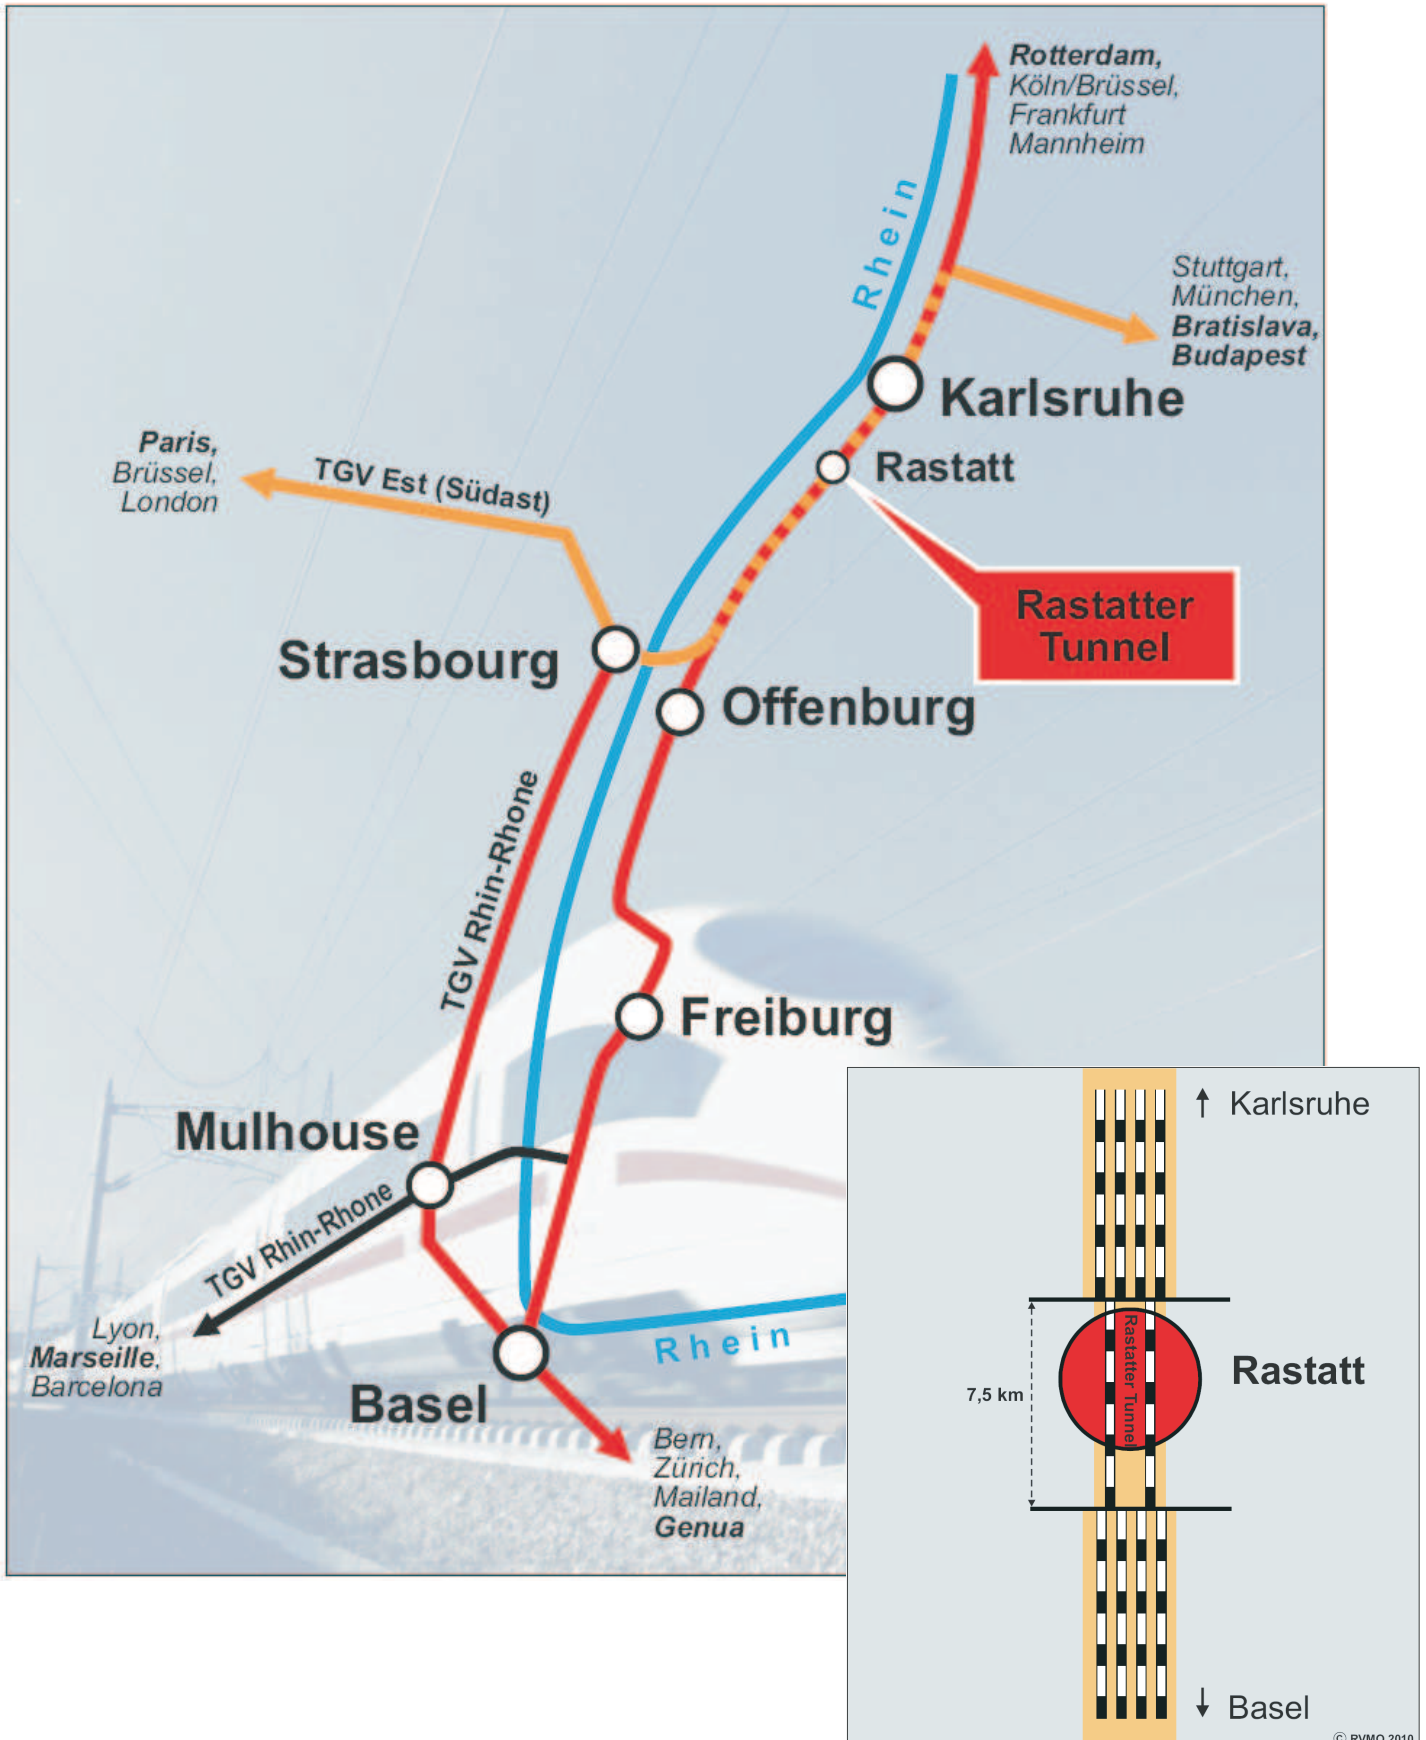 Rotterdam,
Köln/Brüssel,
Frankfurt
Mannheim
Rhein
Stuttgart,
München,
Bratislava,
Budapest
Karlsruhe
Paris,
Brüssel,
London
TGV Est (Südast)
Rastatt
Rastatter
Tunnel
Strasbourg
Offenburg
TGV Rhin-Rhone
Freiburg
Mulhouse
TGV Rhin-Rhone
Lyon,
Marseille,
Barcelona
Rhein
Basel
Bern,
Zürich,
Mailand,
Genua
Karlsruhe
Rastatter Tunnel
Rastatt
7,5 km
Basel
© RVMO 2010